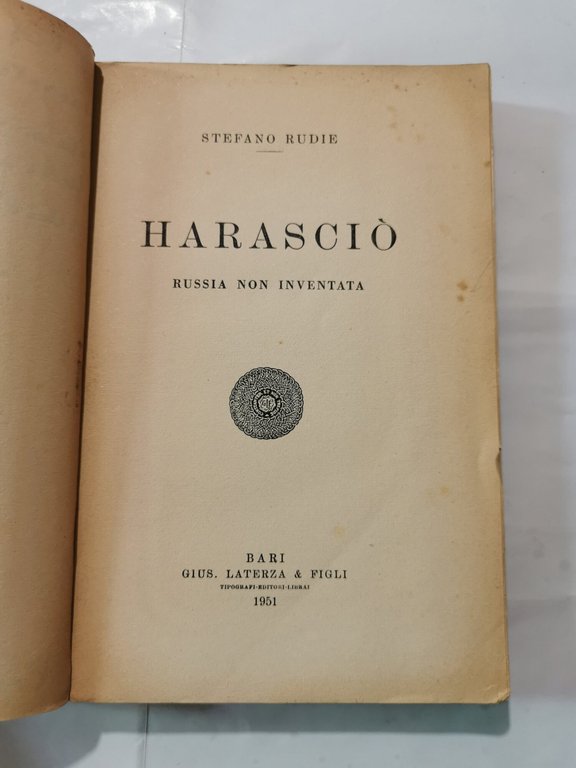 STEFANO RUDIE
HARASCIÒ
RUSSIA NON INVENTATA
BARI
GIUS. LATERZA & FIGLI
TIPOGRAFI-EDITORI-LIBRAI
1951